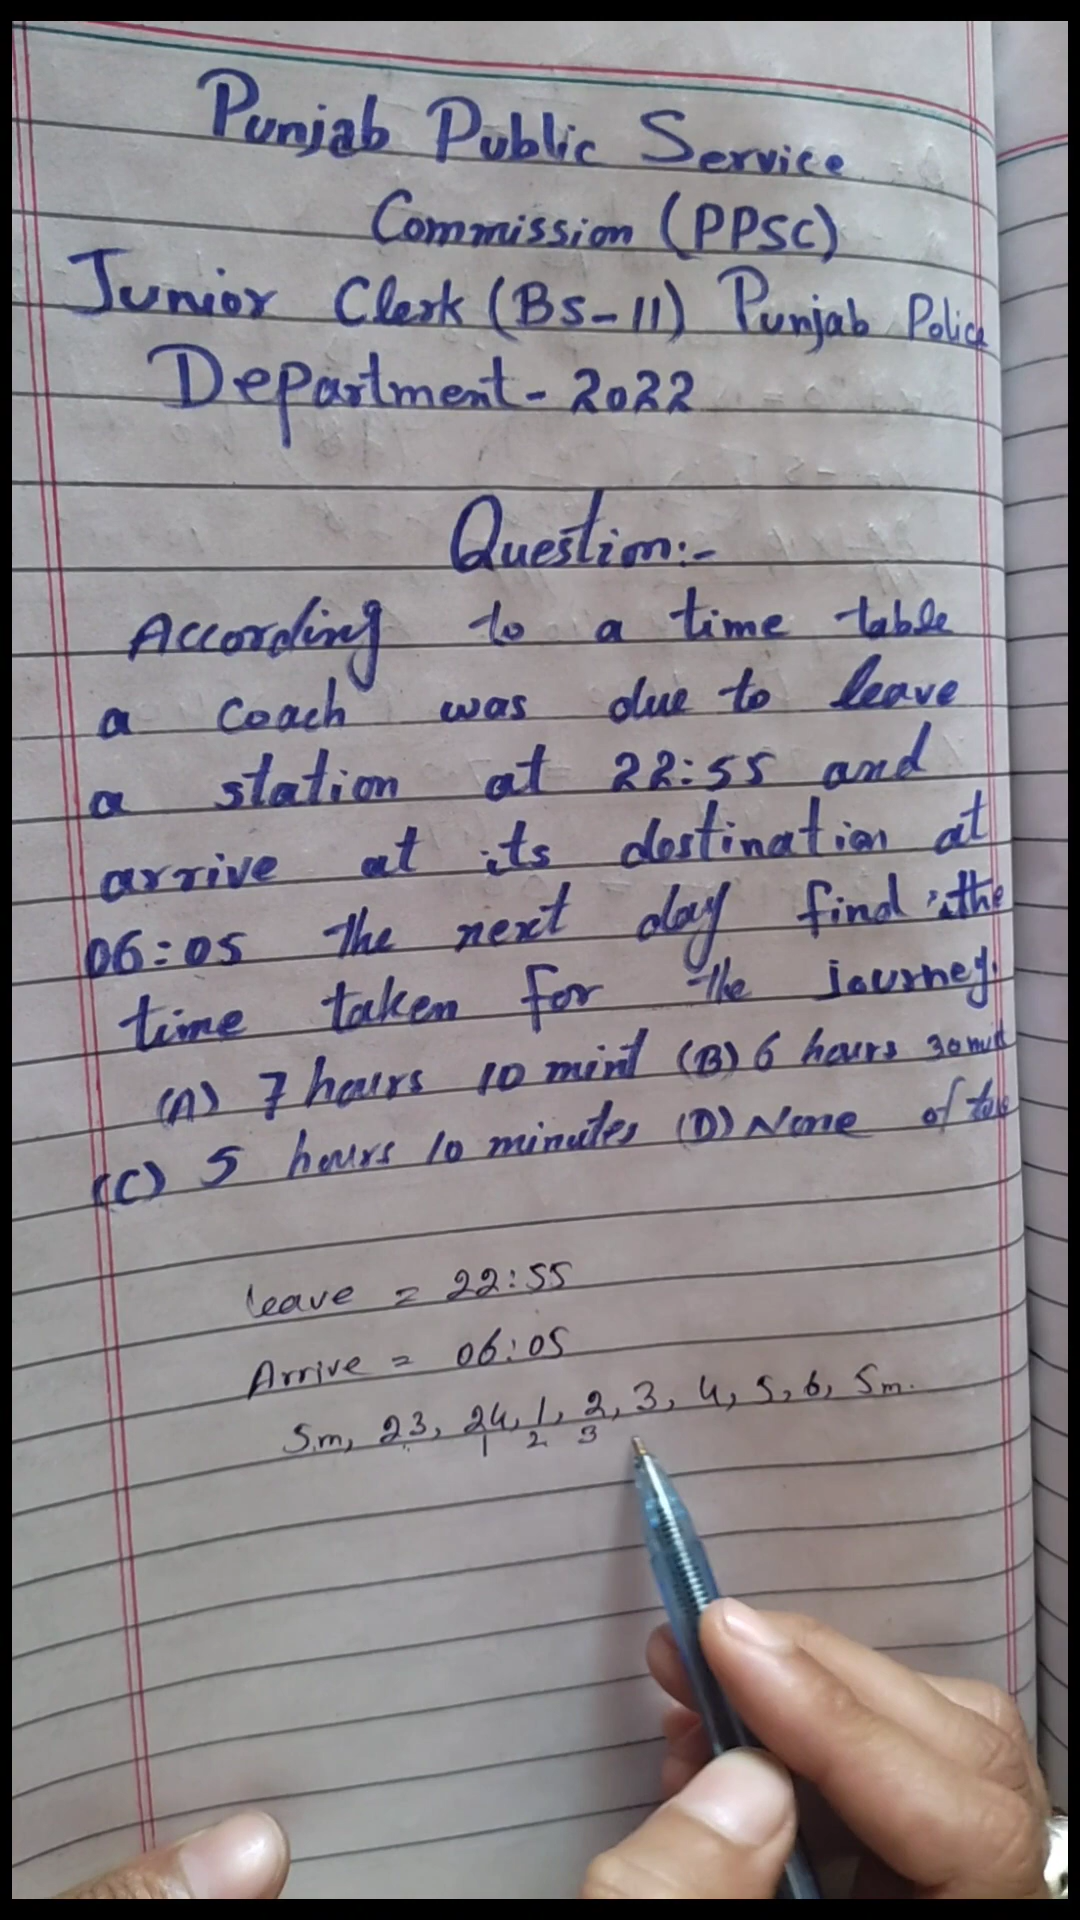 Punjab Public Service
Commission (PPSC)
Junior Clerk (BS-11) Punjab Police
Department - 2022
Question:-
According to a time table
a coach was due to leave
a station at 22:55 and
arrive at its destination at
06:05 the next day find the
time taken for the journey.
(A) 7 hours 10 mint (B) 6 hours 30 mint
(C) 5 hours 10 minutes (D) None of
leave = 22:55
Arrive = 06:05
5m, 23, 24, 1, 2, 3, 4, 5, 6, 5m.
1 2 3